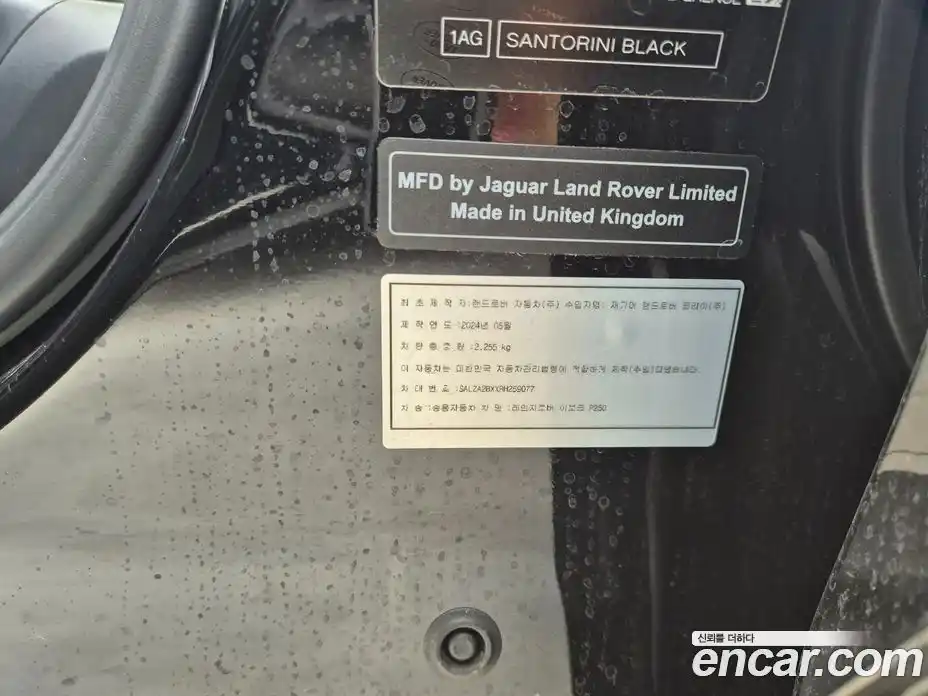 1AG SANTORINI BLACK
MFD by Jaguar Land Rover Limited
Made in United Kingdom
최 초 제 작 자 :랜드로버 자동차(주) 수입자명: 재규어 랜드로버 코리아(주)
제 작 연 도 :2024년 05월
차 량 총 중 량 :2,255 kg
이 자동차는 대한민국 자동차관리법령에 적합하게 제작(수입)되었습니다.
차 대 번 호 :SALZA2BXXRH259077
차 종 :승용자동차 차 명 :레인지로버 이보크 P250
신뢰를 더하다
encar.com